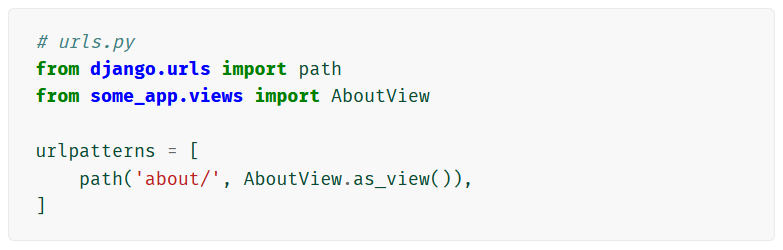 # urls.py
from django.urls import path
from some_app.views import AboutView

urlpatterns = [
    path('about/', AboutView.as_view()),
]